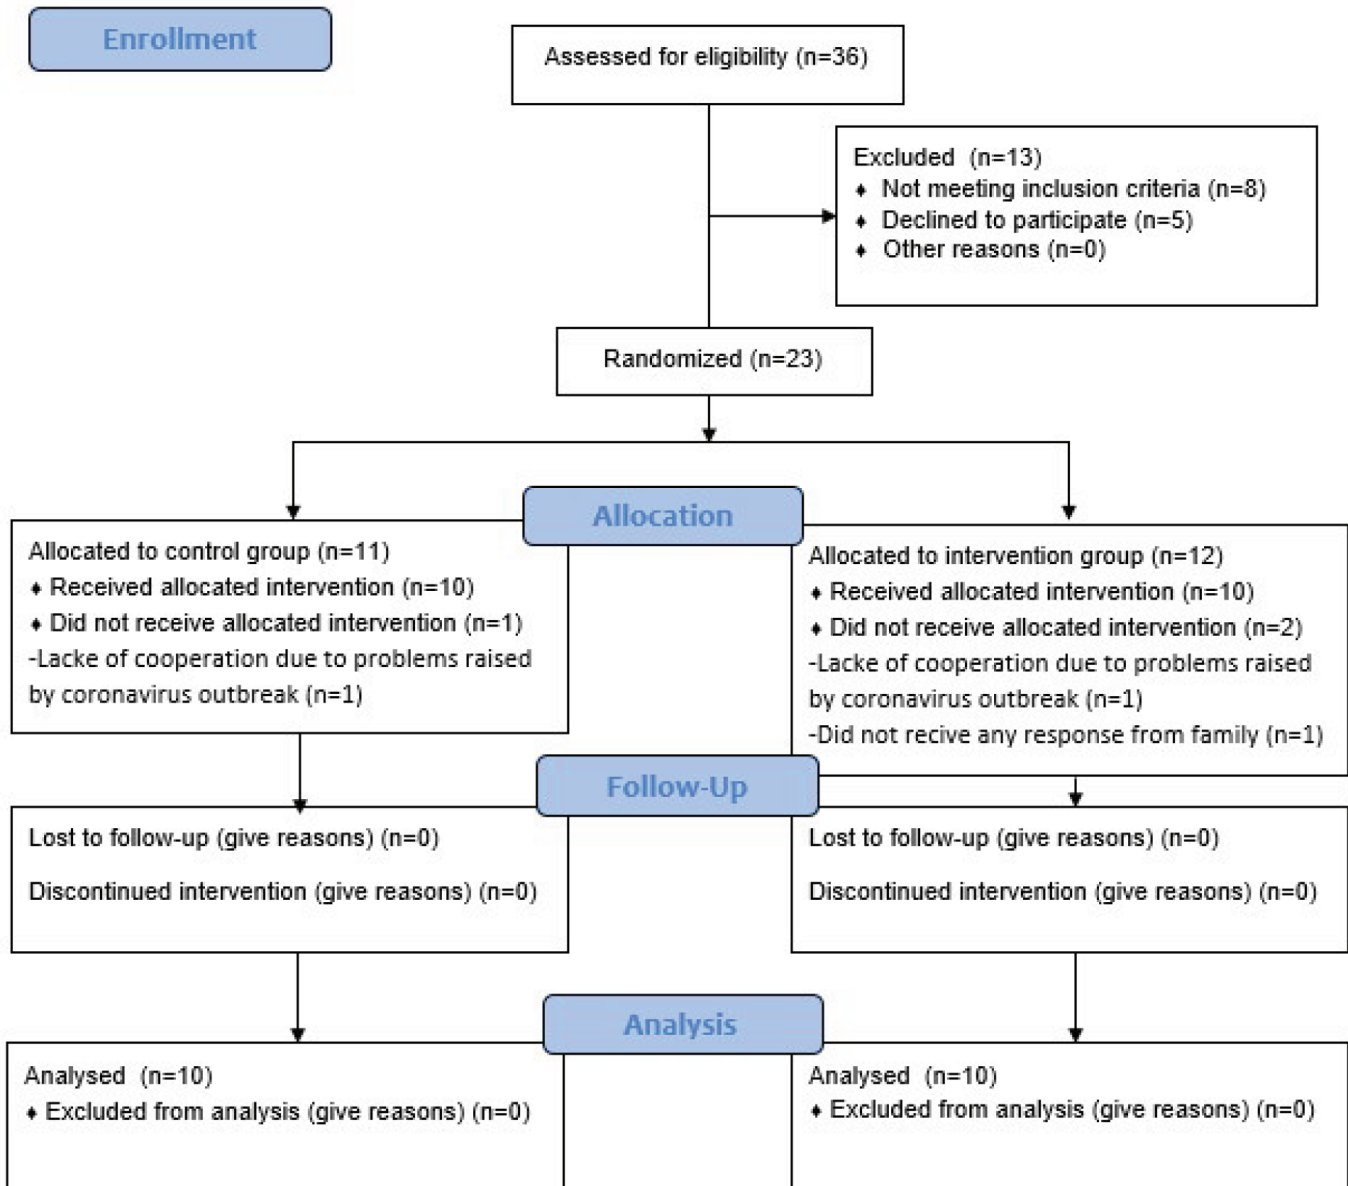 Enrollment
Assessed for eligibility (n=36)
Excluded (n=13)
♦ Not meeting inclusion criteria (n=8)
♦ Declined to participate (n=5)
♦ Other reasons (n=0)
Randomized (n=23)
Allocation
Allocated to control group (n=11)
♦ Received allocated intervention (n=10)
♦ Did not receive allocated intervention (n=1)
-Lacke of cooperation due to problems raised
by coronavirus outbreak (n=1)
Allocated to intervention group (n=12)
♦ Received allocated intervention (n=10)
♦ Did not receive allocated intervention (n=2)
-Lacke of cooperation due to problems raised
by coronavirus outbreak (n=1)
-Did not recive any response from family (n=1)
Follow-Up
Lost to follow-up (give reasons) (n=0)
Discontinued intervention (give reasons) (n=0)
Lost to follow-up (give reasons) (n=0)
Discontinued intervention (give reasons) (n=0)
Analysis
Analysed (n=10)
♦ Excluded from analysis (give reasons) (n=0)
Analysed (n=10)
♦ Excluded from analysis (give reasons) (n=0)